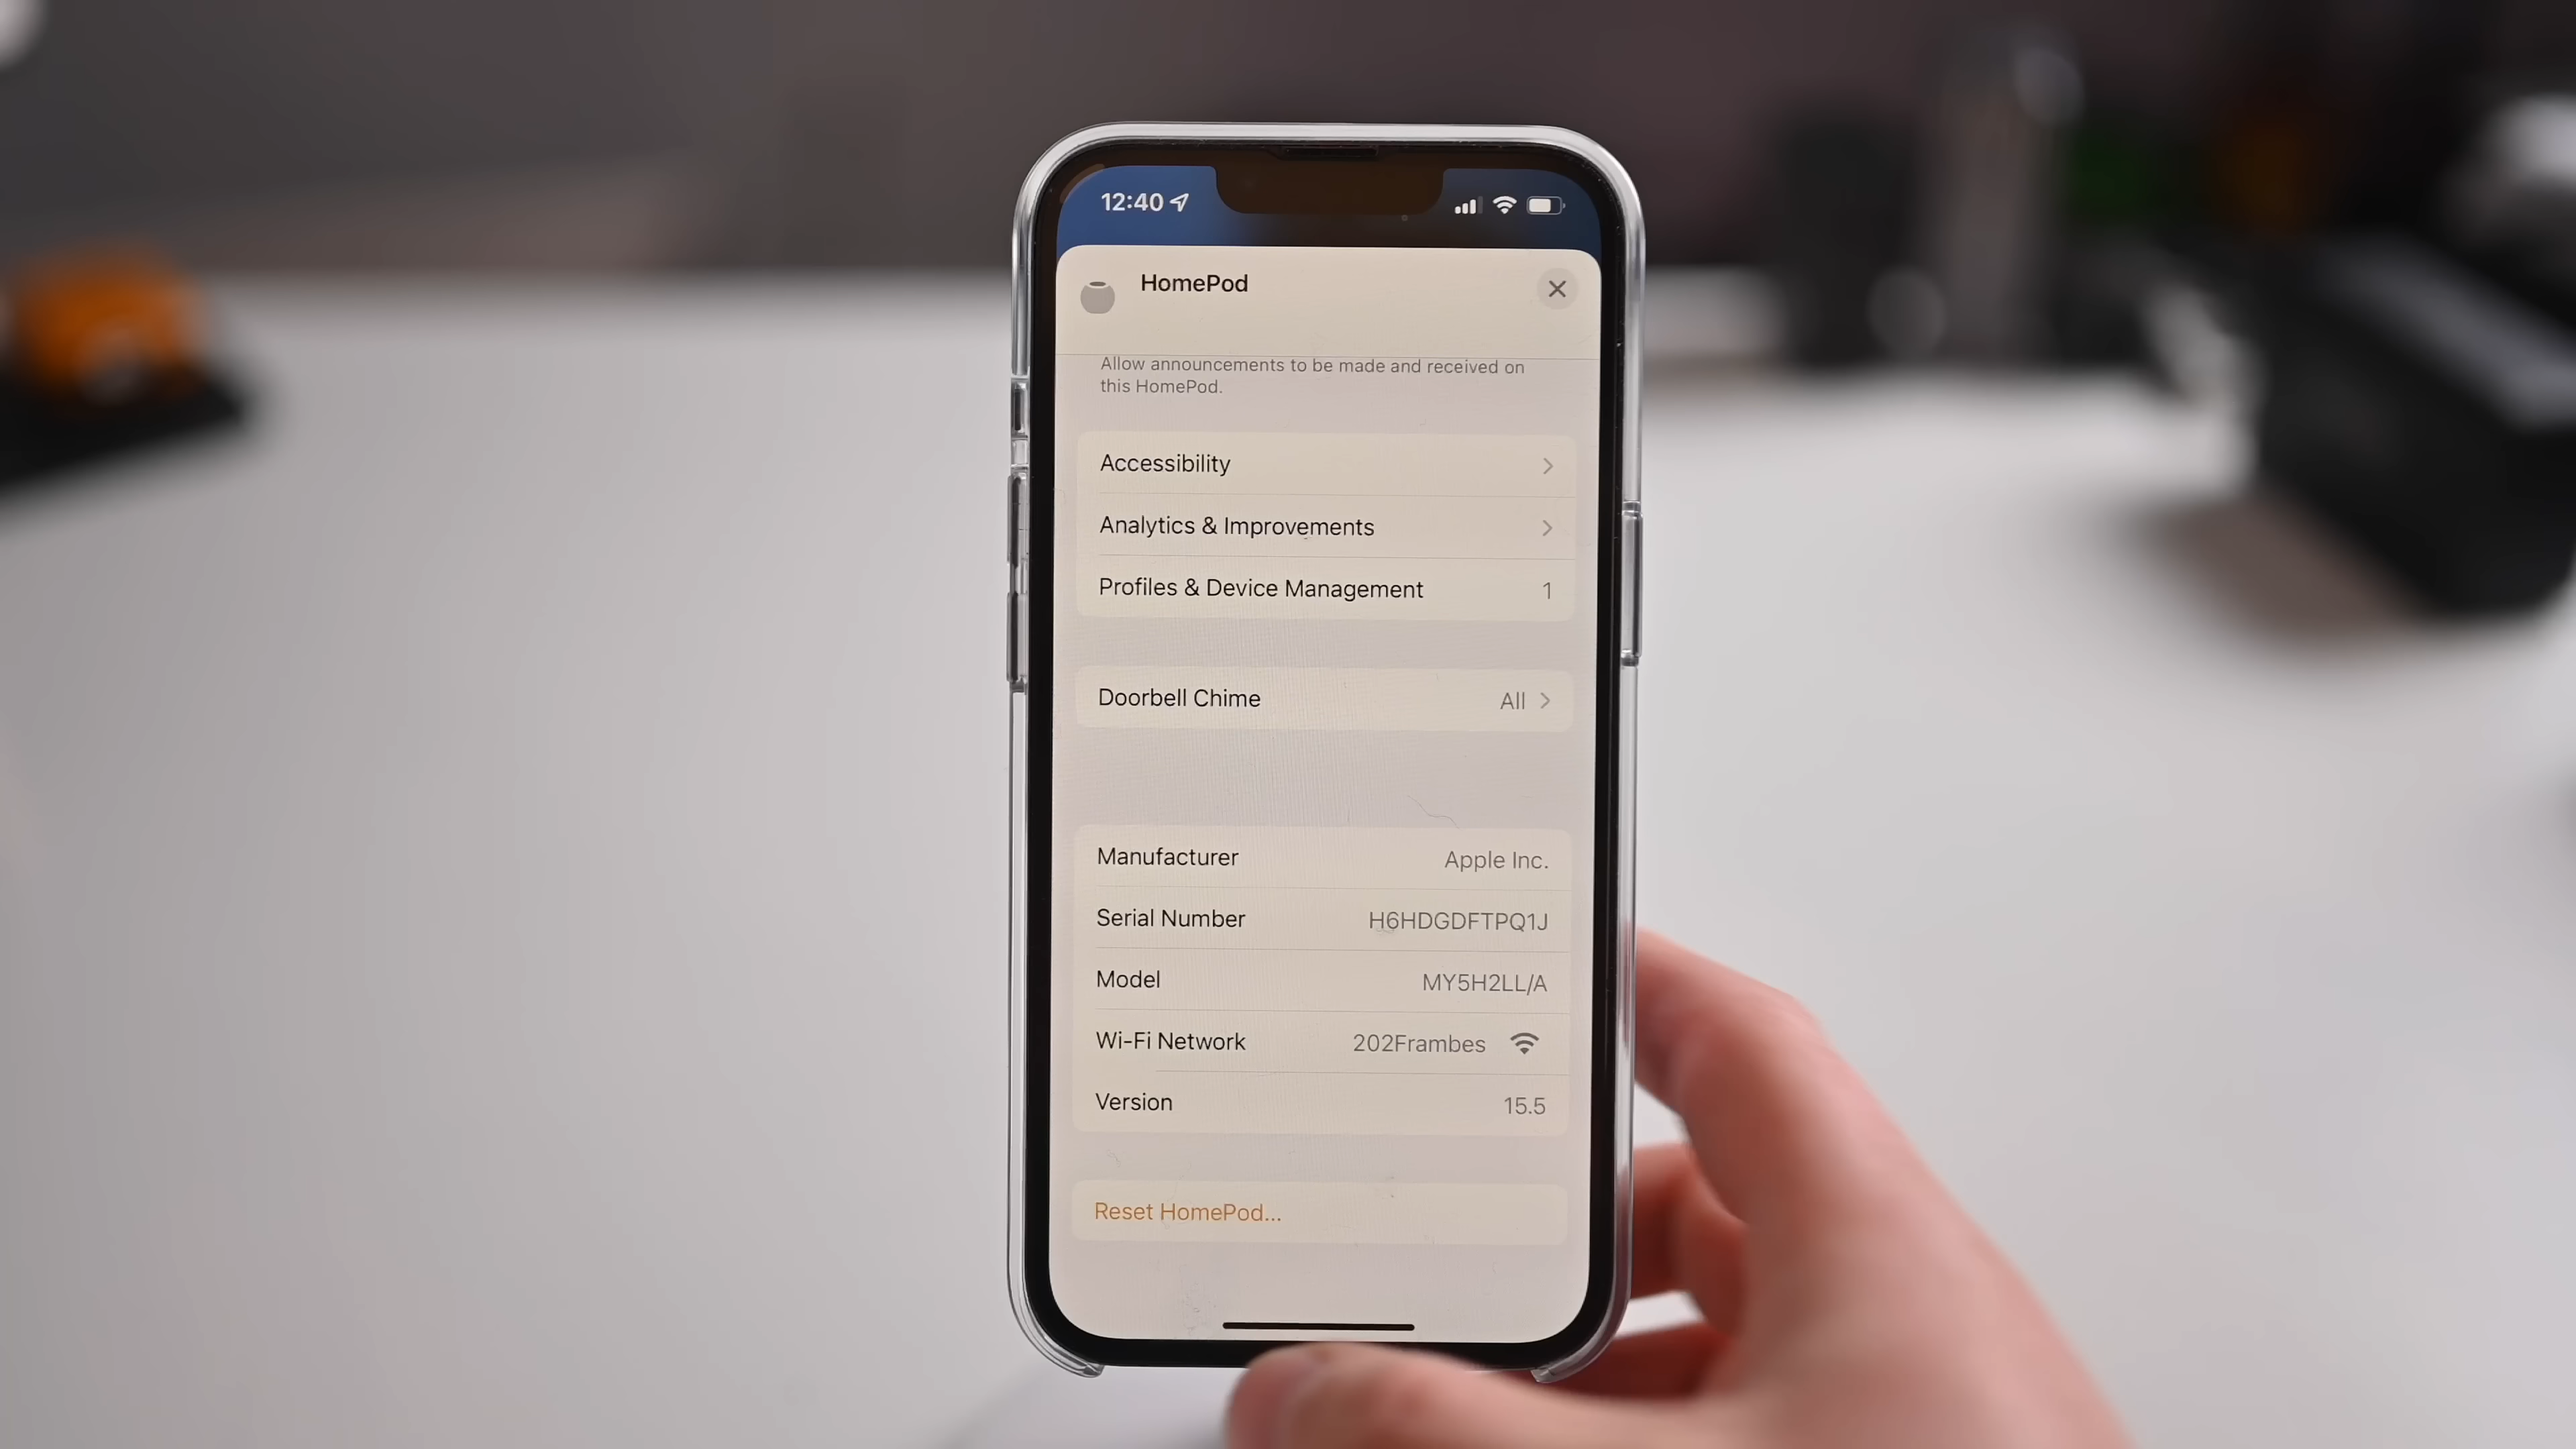 12:40
HomePod
Allow announcements to be made and received on
this HomePod.
Accessibility
Analytics & Improvements
Profiles & Device Management 1
Doorbell Chime All
Manufacturer Apple Inc.
Serial Number H6HDGDFTPQ1J
Model MY5H2LL/A
Wi-Fi Network 202Frambes
Version 15.5
Reset HomePod...